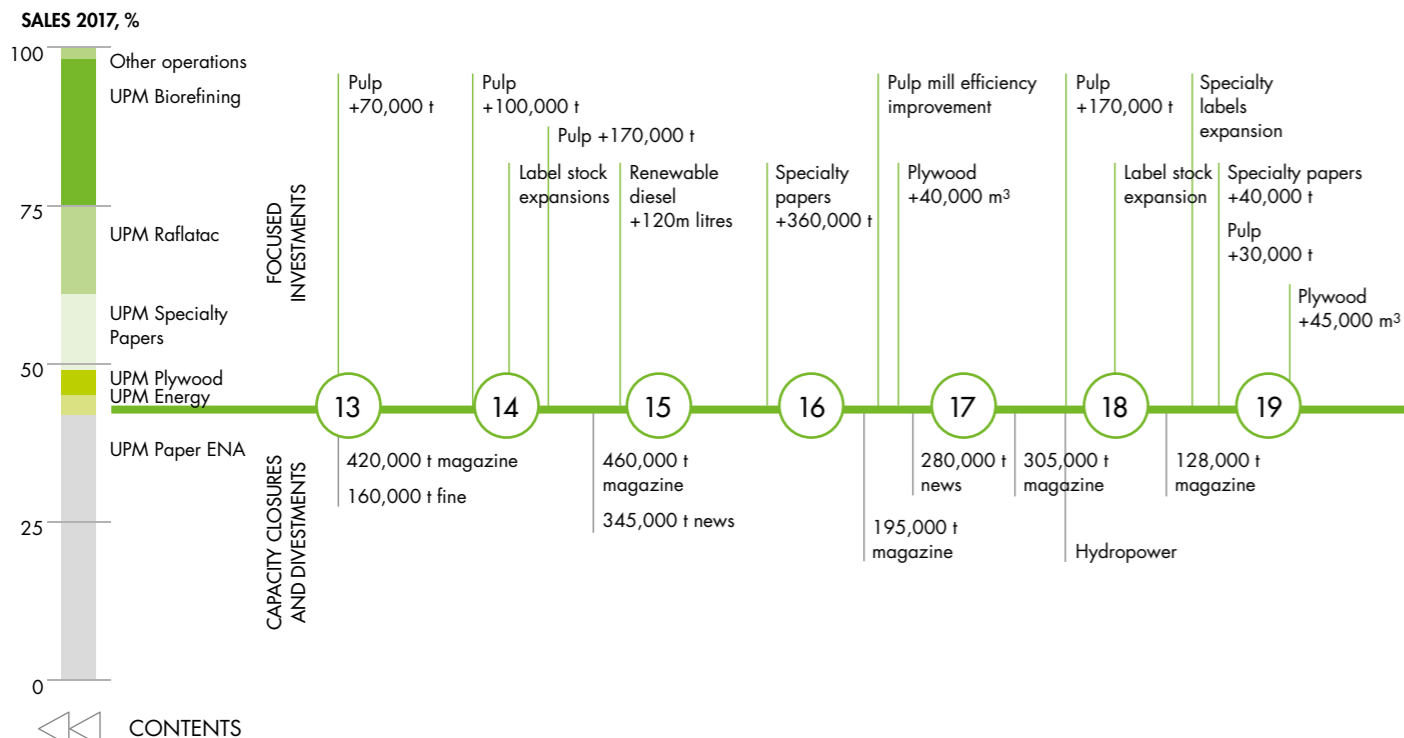 SALES 2017, %
100
75
50
25
0
Other operations
UPM Biorefining
UPM Raflatac
UPM Specialty
Papers
UPM Plywood
UPM Energy
UPM Paper ENA
FOCUSED
INVESTMENTS
Pulp
+70,000 t
Pulp
+100,000 t
Pulp +170,000 t
Label stock
expansions
Renewable
diesel
+120m litres
Specialty
papers
+360,000 t
Pulp mill efficiency
improvement
Plywood
+40,000 m³
Pulp
+170,000 t
Label stock
expansion
Specialty
labels
expansion
Specialty papers
+40,000 t
Pulp
+30,000 t
Plywood
+45,000 m³
13
14
15
16
17
18
19
CAPACITY CLOSURES
AND DIVESTMENTS
420,000 t magazine
160,000 t fine
460,000 t
magazine
345,000 t news
195,000 t
magazine
280,000 t
news
305,000 t
magazine
Hydropower
128,000 t
magazine
CONTENTS